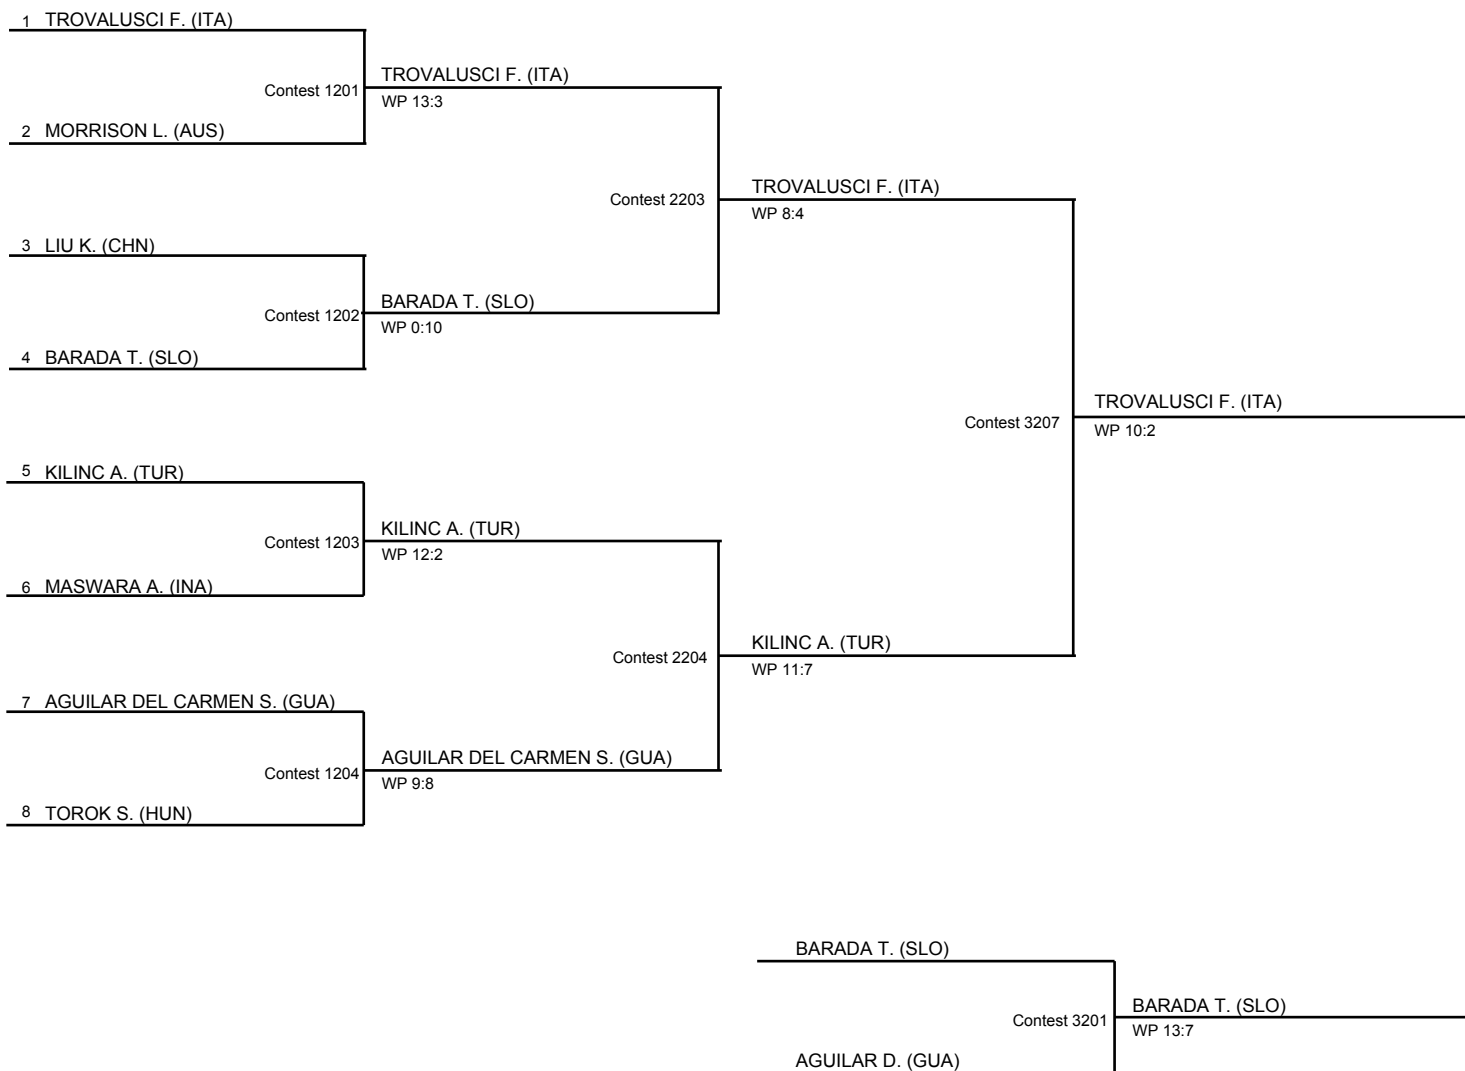 1 TROVALUSCI F. (ITA)
TROVALUSCI F. (ITA)
Contest 1201
WP 13:3
2 MORRISON L. (AUS)
TROVALUSCI F. (ITA)
Contest 2203
WP 8:4
3 LIU K. (CHN)
BARADA T. (SLO)
Contest 1202
WP 0:10
4 BARADA T. (SLO)
TROVALUSCI F. (ITA)
Contest 3207
WP 10:2
5 KILINC A. (TUR)
KILINC A. (TUR)
Contest 1203
WP 12:2
6 MASWARA A. (INA)
KILINC A. (TUR)
Contest 2204
WP 11:7
7 AGUILAR DEL CARMEN S. (GUA)
AGUILAR DEL CARMEN S. (GUA)
Contest 1204
WP 9:8
8 TOROK S. (HUN)
BARADA T. (SLO)
BARADA T. (SLO)
Contest 3201
WP 13:7
AGUILAR D. (GUA)